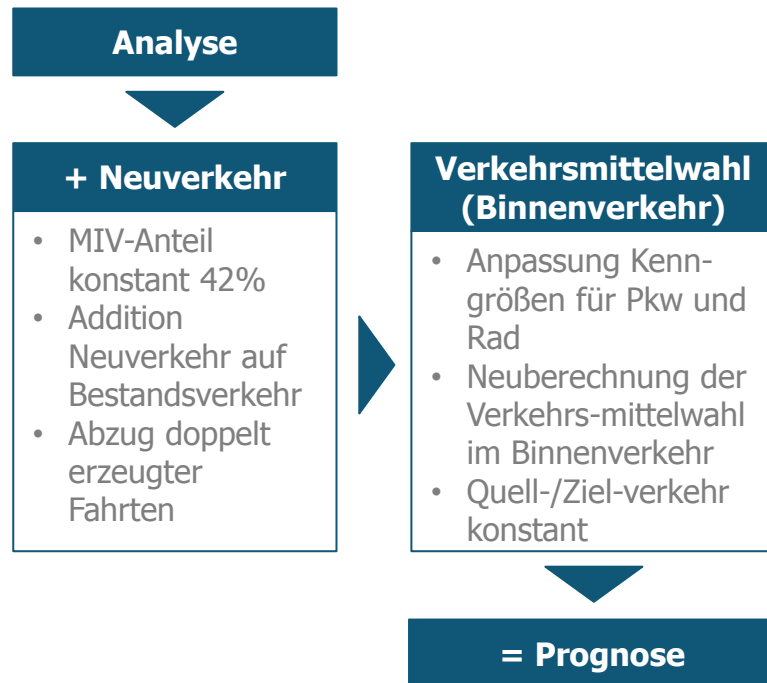 Analyse
+ Neuverkehr
• MIV-Anteil
konstant 42%
• Addition
Neuverkehr auf
Bestandsverkehr
• Abzug doppelt
erzeugter
Fahrten
Verkehrsmittelwahl
(Binnenverkehr)
• Anpassung Kenn-
größen für Pkw und
Rad
• Neuberechnung der
Verkehrs-mittelwahl
im Binnenverkehr
• Quell-/Ziel-verkehr
konstant
= Prognose